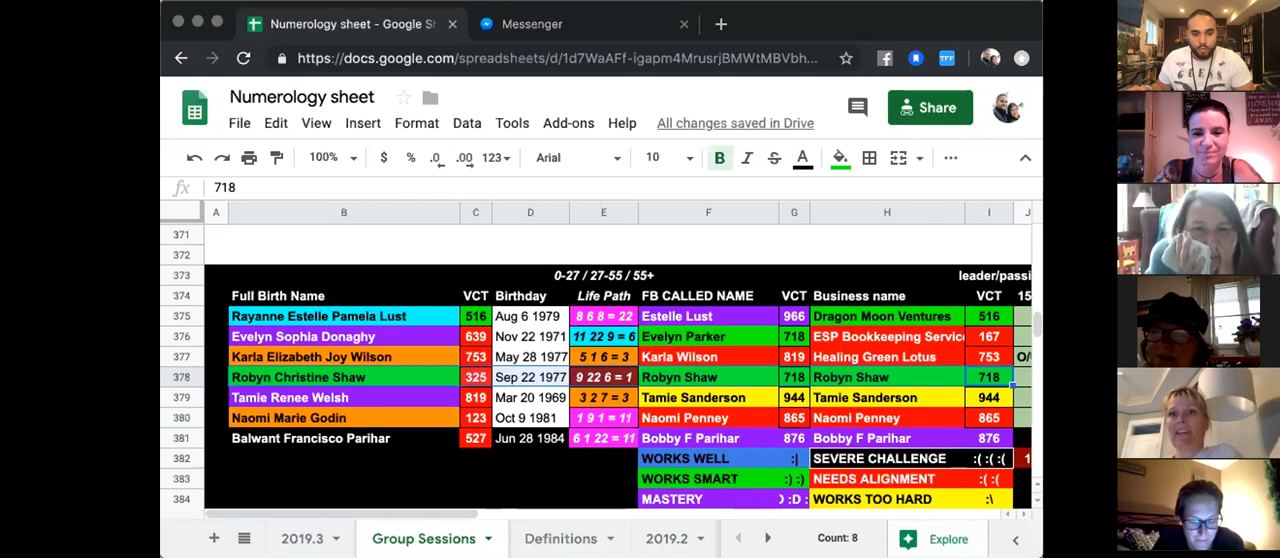 Numerology sheet - Google Sh
Messenger
https://docs.google.com/spreadsheets/d/1d7WaAFf-igapm4MrusrjBMWtMBVbh...
TFF
Numerology sheet
File Edit View Insert Format Data Tools Add-ons Help All changes saved in Drive
Share
100% $ % .0 .00 123 Arial 10 B I S A
fx 718
A B C D E F G H I J
371
372
373 0-27 / 27-55 / 55+ leader/passi
374 Full Birth Name VCT Birthday Life Path FB CALLED NAME VCT Business name VCT 15
375 Rayanne Estelle Pamela Lust 516 Aug 6 1979 8 6 8 = 22 Estelle Lust 966 Dragon Moon Ventures 516
376 Evelyn Sophia Donaghy 639 Nov 22 1971 11 22 9 = 6 Evelyn Parker 718 ESP Bookkeeping Servic 167
377 Karla Elizabeth Joy Wilson 753 May 28 1977 5 1 6 = 3 Karla Wilson 819 Healing Green Lotus 753 O/
378 Robyn Christine Shaw 325 Sep 22 1977 9 22 6 = 1 Robyn Shaw 718 Robyn Shaw 718
379 Tamie Renee Welsh 819 Mar 20 1969 3 2 7 = 3 Tamie Sanderson 944 Tamie Sanderson 944
380 Naomi Marie Godin 123 Oct 9 1981 1 9 1 = 11 Naomi Penney 865 Naomi Penney 865
381 Balwant Francisco Parihar 527 Jun 28 1984 6 1 22 = 11 Bobby F Parihar 876 Bobby F Parihar 876
382 WORKS WELL :| SEVERE CHALLENGE :( :( :( 1
383 WORKS SMART :) :) NEEDS ALIGNMENT :( :(
384 MASTERY :D : WORKS TOO HARD :\
2019.3 Group Sessions Definitions 2019.2 Count: 8 Explore
GUESS